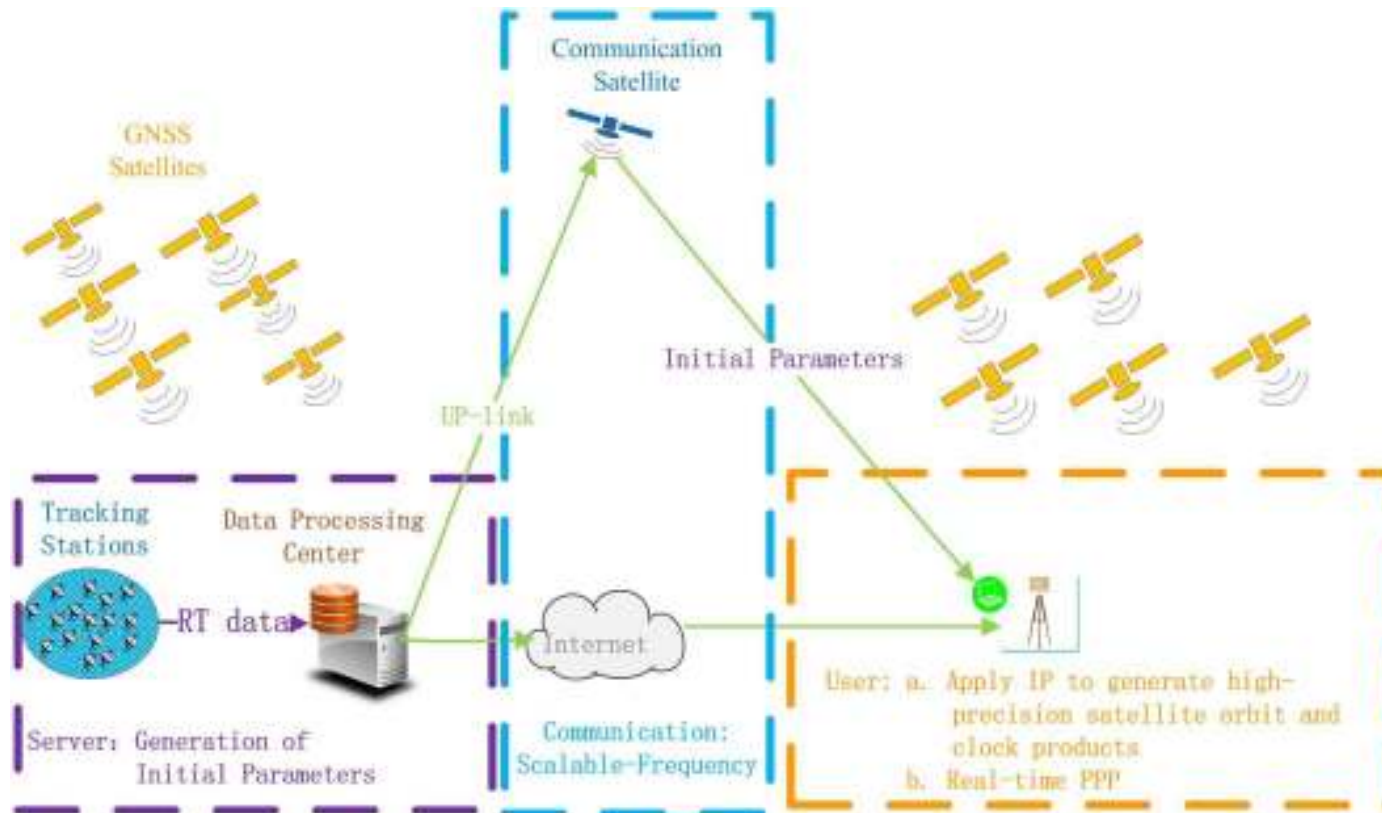 Communication
Satellite
GNSS
Satellites
Initial Parameters
UP-link
Tracking
Stations
Data Processing
Center
RT data
Internet
Server: Generation of
Initial Parameters
Communication:
Scalable-Frequency
User: a. Apply IP to generate high-
precision satellite orbit and
clock products
b. Real-time PPP